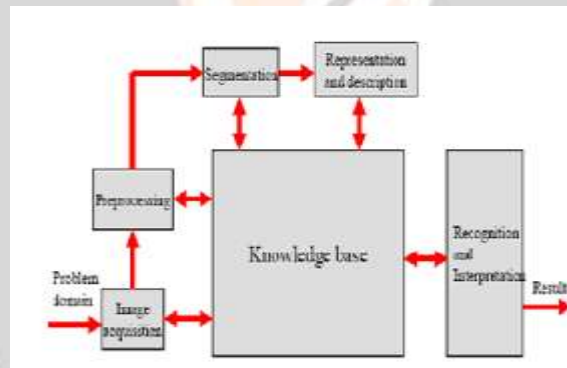 Segmentation
Representation
and description
Preprocessing
Knowledge base
Recognition
and
Interpretation
Problem
domain
Image
acquisition
Result